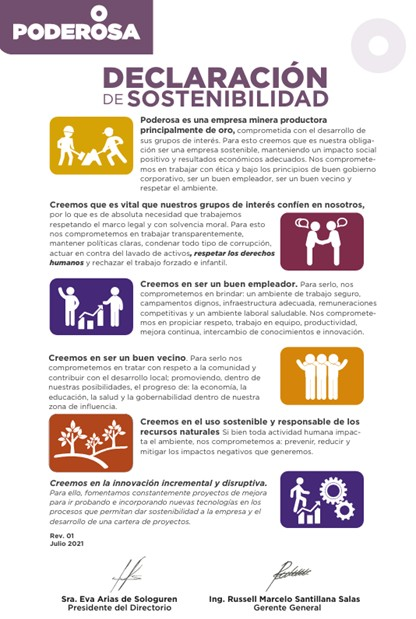 PODEROSA
DECLARACIÓN
DE SOSTENIBILIDAD
Poderosa es una empresa minera productora
principalmente de oro, comprometida con el desarrollo de
sus grupos de interés. Para esto creemos que es nuestra obliga-
ción ser una empresa sostenible, manteniendo un impacto social
positivo y resultados económicos adecuados. Nos compromete-
mos en trabajar con ética y bajo los principios de buen gobierno
corporativo, ser un buen empleador, ser un buen vecino y
respetar el ambiente.
Creemos que es vital que nuestros grupos de interés confíen en nosotros,
por lo que es de absoluta necesidad que trabajemos
respetando el marco legal y con solvencia moral. Para esto
nos comprometemos en trabajar transparentemente,
mantener políticas claras, condenar todo tipo de corrupción,
actuar en contra del lavado de activos, respetar los derechos
humanos y rechazar el trabajo forzado e infantil.
Creemos en ser un buen empleador. Para serlo, nos
comprometemos en brindar: un ambiente de trabajo seguro,
campamentos dignos, infraestructura adecuada, remuneraciones
competitivas y un ambiente laboral saludable. Nos compromete-
mos en propiciar respeto, trabajo en equipo, productividad,
mejora continua, intercambio de conocimientos e innovación.
Creemos en ser un buen vecino. Para serlo nos
comprometemos en tratar con respeto a la comunidad y
contribuir con el desarrollo local; promoviendo, dentro de
nuestras posibilidades, el progreso de: la economía, la
educación, la salud y la gobernabilidad dentro de nuestra
zona de influencia.
Creemos en el uso sostenible y responsable de los
recursos naturales Si bien toda actividad humana impac-
ta el ambiente, nos comprometemos a: prevenir, reducir y
mitigar los impactos negativos que generemos.
Creemos en la innovación incremental y disruptiva.
Para ello, fomentamos constantemente proyectos de mejora
para ir probando e incorporando nuevas tecnologías en los
procesos que permitan dar sostenibilidad a la empresa y el
desarrollo de una cartera de proyectos.
Rev. 01
Julio 2021
Sra. Eva Arias de Sologuren
Presidente del Directorio
Ing. Russell Marcelo Santillana Salas
Gerente General